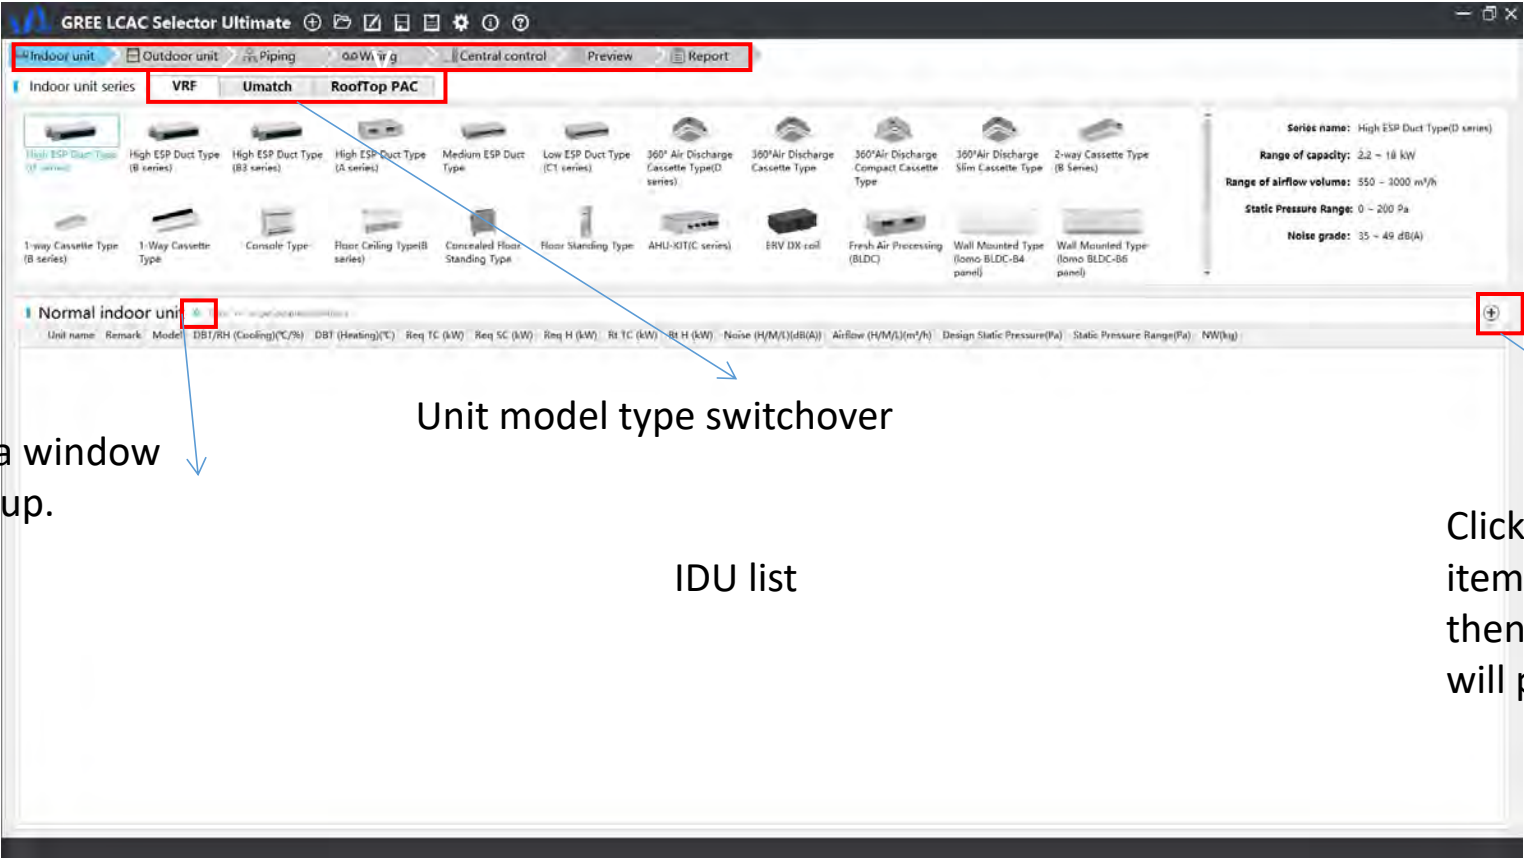 GREE LCAC Selector Ultimate
Indoor unit Outdoor unit Piping Wiring Central control Preview Report
Indoor unit series VRF Umatch RoofTop PAC
High ESP Duct Type
(D series)
High ESP Duct Type
(B series)
High ESP Duct Type
(B3 series)
High ESP Duct Type
(A series)
Medium ESP Duct
Type
Low ESP Duct Type
(C1 series)
360° Air Discharge
Cassette Type(D
series)
360°Air Discharge
Cassette Type
360°Air Discharge
Compact Cassette
Type
360°Air Discharge
Slim Cassette Type
2-way Cassette Type
(B Series)
1-way Cassette Type
(B series)
1-Way Cassette
Type
Console Type
Floor Ceiling Type(B
series)
Concealed Floor
Standing Type
Floor Standing Type
AHU-KIT(C series)
ERV DX coil
Fresh Air Processing
(BLDC)
Wall Mounted Type
(lomo BLDC-B4
panel)
Wall Mounted Type
(lomo BLDC-B6
panel)
Series name: High ESP Duct Type(D series)
Range of capacity: 2.2 ~ 18 kW
Range of airflow volume: 550 ~ 3000 m³/h
Static Pressure Range: 0 ~ 200 Pa
Noise grade: 35 ~ 49 dB(A)
Normal indoor unit
Unit name Remark Model DBT/RH (Cooling)(℃/%) DBT (Heating)(℃) Req TC (kW) Req SC (kW) Req H (kW) Rt TC (kW) Rt H (kW) Noise (H/M/L)(dB(A)) Airflow (H/M/L)(m³/h) Design Static Pressure(Pa) Static Pressure Range(Pa) NW(kg)
Unit model type switchover
a window
up.
IDU list
Click
item
then
will p